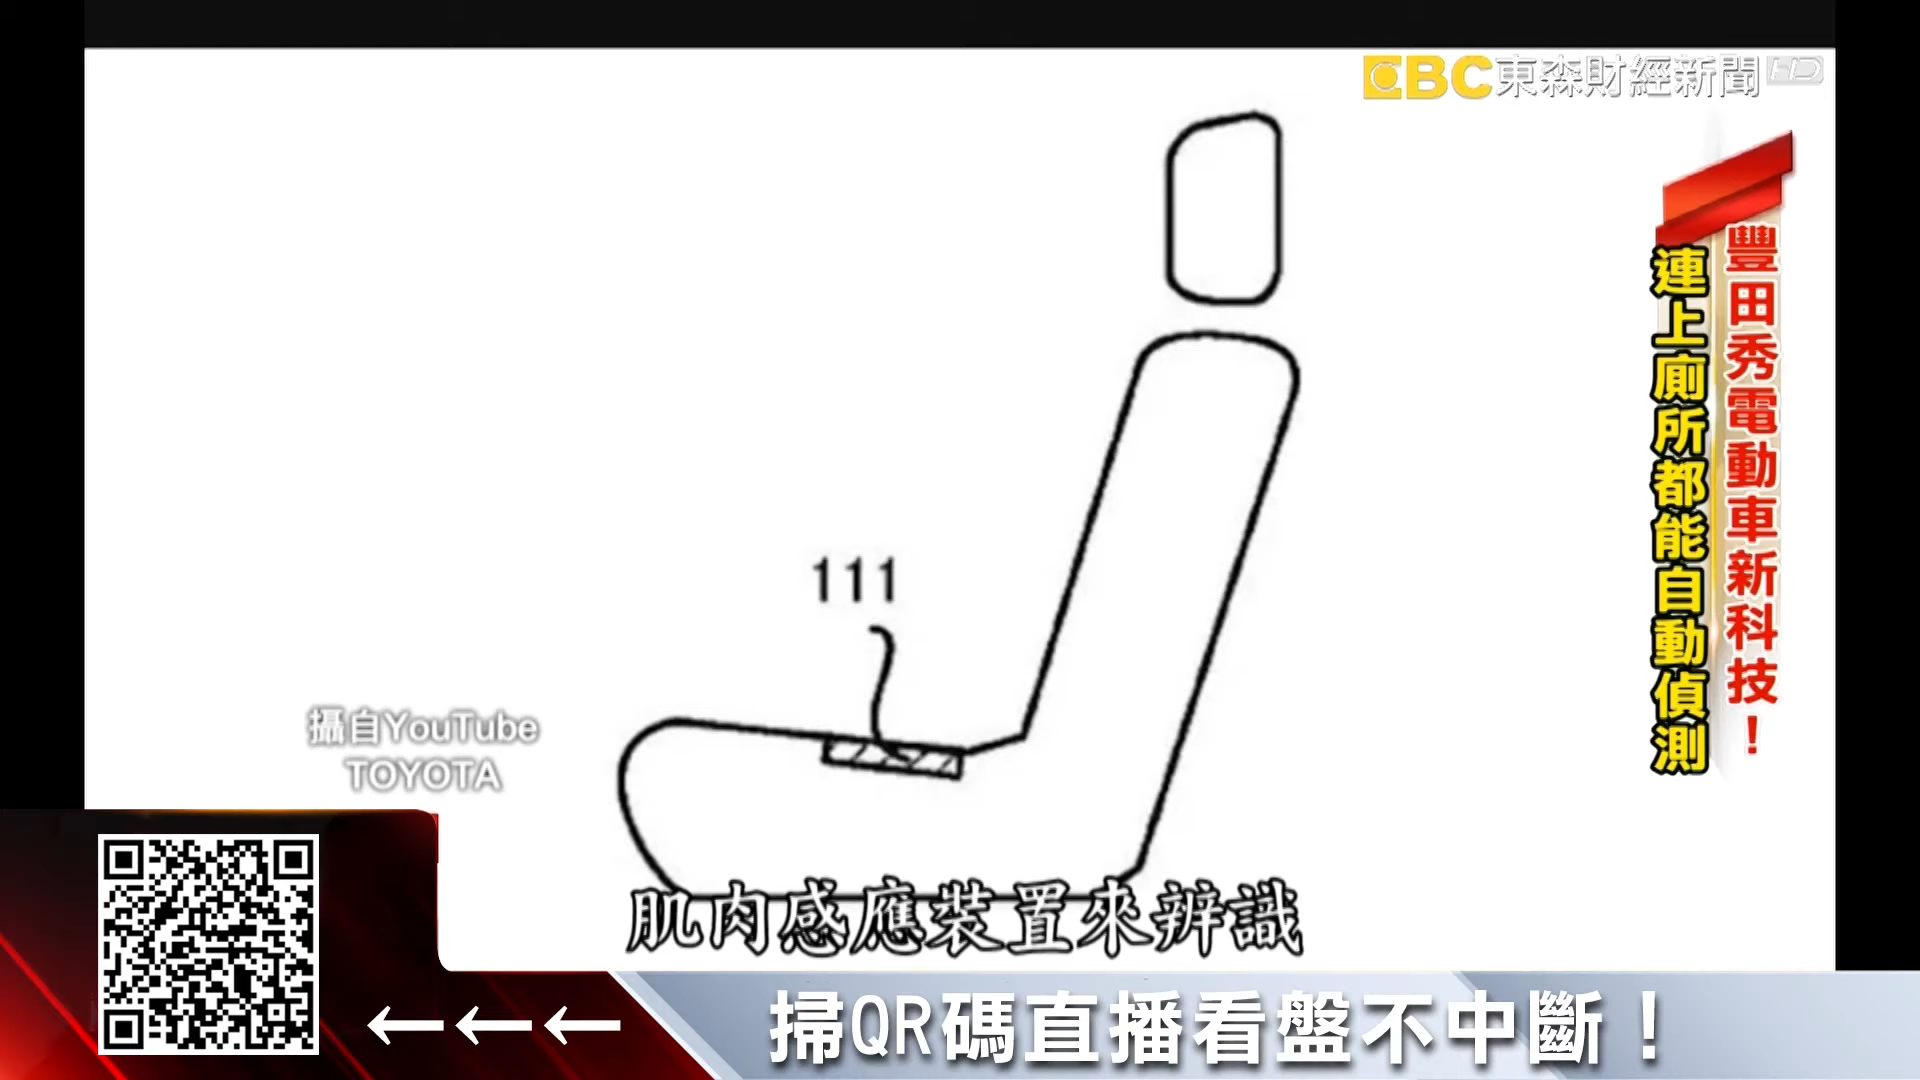 EBC東森財經新聞HD
豐田秀電動車新科技！
連上廁所都能自動偵測
111
攝自YouTube
TOYOTA
肌肉感應裝置來辨識
←←← 掃QR碼直播看盤不中斷！